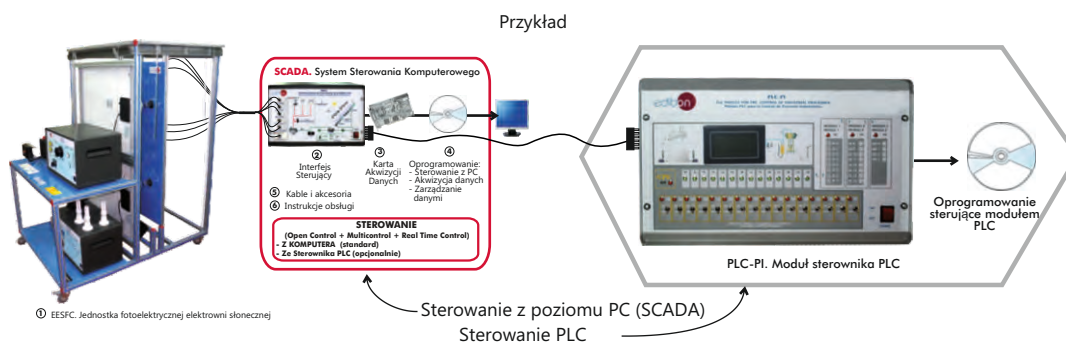 Przykład
SCADA. System Sterowania Komputerowego
② Interfejs
Sterujący
③ Karta
Akwizycji
Danych
④ Oprogramowanie:
- Sterowanie z PC
- Akwizycja danych
- Zarządzanie
danymi
⑤ Kable i akcesoria
⑥ Instrukcje obsługi
STEROWANIE
(Open Control + Multicontrol + Real Time Control)
- Z KOMPUTERA (standard)
- Ze Sterownika PLC (opcjonalnie)
① EESFC. Jednostka fotoelektrycznej elektrowni słonecznej
edibon
PLC-PI
PLC-PI. Moduł sterownika PLC
Oprogramowanie
sterujące modułem
PLC
Sterowanie z poziomu PC (SCADA)
Sterowanie PLC